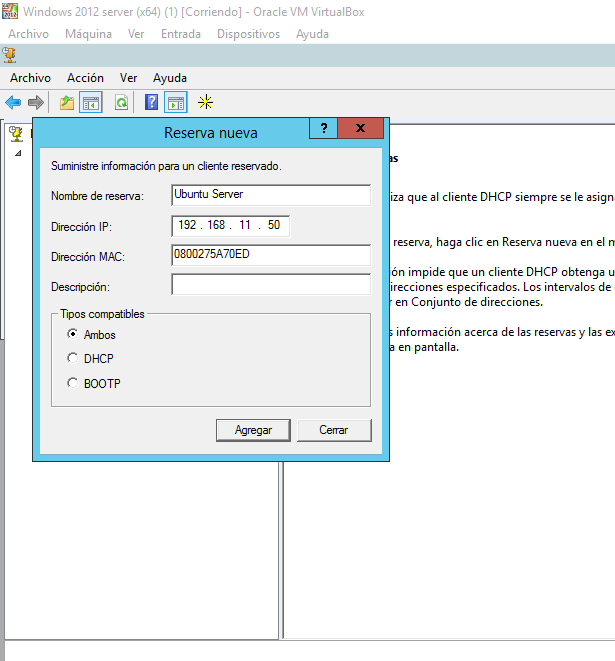 Windows 2012 server (x64) (1) [Corriendo] - Oracle VM VirtualBox
Archivo Máquina Ver Entrada Dispositivos Ayuda
Archivo Acción Ver Ayuda
Reserva nueva
Suministre información para un cliente reservado.
Nombre de reserva: Ubuntu Server
Dirección IP: 192 . 168 . 11 . 50
Dirección MAC: 0800275A70ED
Descripción:
Tipos compatibles
Ambos
DHCP
BOOTP
Agregar Cerrar
as
iza que al cliente DHCP siempre se le asign
reserva, haga clic en Reserva nueva en el m
ón impide que un cliente DHCP obtenga u
direcciones especificados. Los intervalos de
r en Conjunto de direcciones.
s información acerca de las reservas y las ex
a en pantalla.